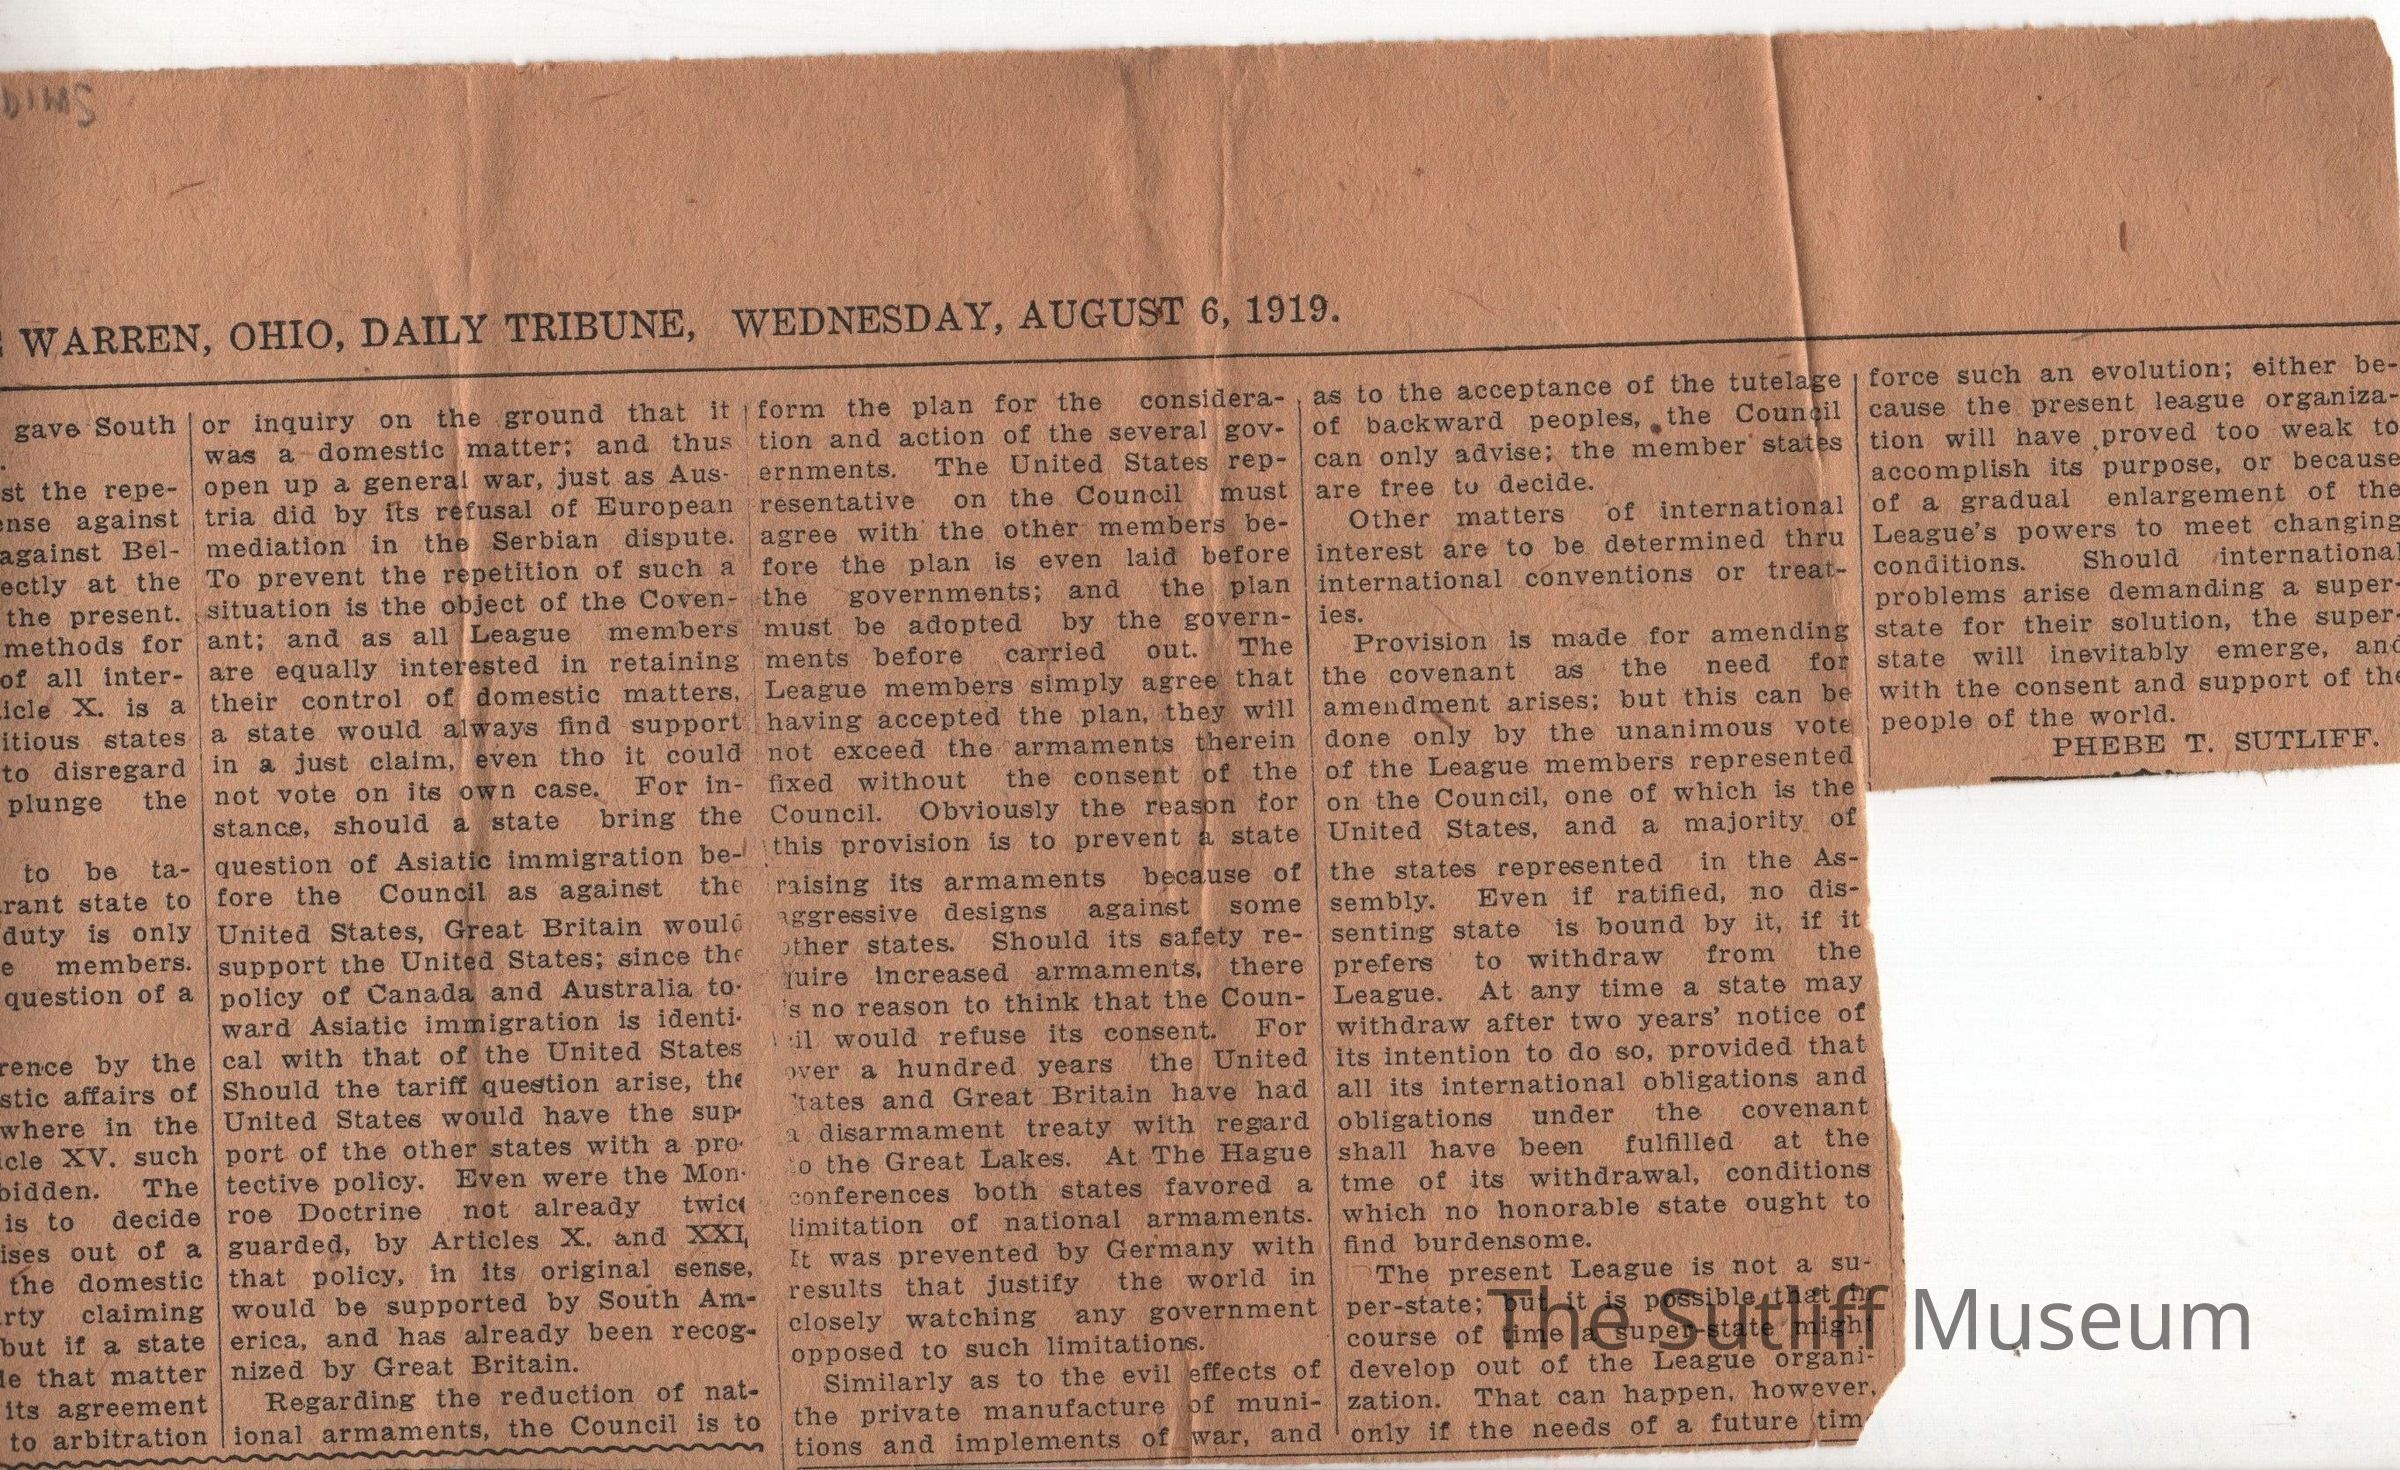 WARREN, OHIO, DAILY TRIBUNE, WEDNESDAY, AUGUST 6, 1919.
gave South
st the repe-
against
against Bel-
at the
the present.
methods for
of all inter-
X. is a
states
to disregard
plunge the
to be ta-
state to
duty is only
members.
question of a
by the
affairs of
where in the
XV. such
The
is to decide
out of a
the domestic
claiming
but if a state
that matter
its agreement
to arbitration
or inquiry on the ground that it
was a domestic matter; and thus
open up a general war, just as Aus-
tria did by its refusal of European
mediation in the Serbian dispute.
To prevent the repetition of such a
situation is the object of the Coven-
ant; and as all League members
are equally interested in retaining
their control of domestic matters,
a state would always find support
in a just claim, even tho it could
not vote on its own case. For in-
stance, should a state bring the
question of Asiatic immigration be-
fore the Council as against the
United States, Great Britain would
support the United States; since the
policy of Canada and Australia to-
ward Asiatic immigration is identi-
cal with that of the United States
Should the tariff question arise, the
United States would have the sup-
port of the other states with a pro-
tective policy. Even were the Mon-
roe Doctrine not already twice
guarded, by Articles X. and XXI,
that policy, in its original sense,
would be supported by South Am-
erica, and has already been recog-
nized by Great Britain.
Regarding the reduction of nat-
ional armaments, the Council is to
form the plan for the considera-
tion and action of the several gov-
ernments. The United States rep-
resentative on the Council must
agree with the other members be-
fore the plan is even laid before
the governments; and the plan
must be adopted by the govern-
ments before carried out. The
League members simply agree that
having accepted the plan, they will
not exceed the armaments therein
fixed without the consent of the
Council. Obviously the reason for
this provision is to prevent a state
raising its armaments because of
aggressive designs against some
other states. Should its safety re-
quire increased armaments, there
is no reason to think that the Coun-
cil would refuse its consent. For
over a hundred years the United
States and Great Britain have had
a disarmament treaty with regard
to the Great Lakes. At The Hague
conferences both states favored a
limitation of national armaments.
It was prevented by Germany with
results that justify the world in
closely watching any government
opposed to such limitations.
Similarly as to the evil effects of
the private manufacture of muni-
tions and implements of war, and
as to the acceptance of the tutelage
of backward peoples, the Council
can only advise; the member states
are free to decide.
Other matters of international
interest are to be determined thru
international conventions or treat-
ies.
Provision is made for amending
the covenant as the need for
amendment arises; but this can be
done only by the unanimous vote
of the League members represented
on the Council, one of which is the
United States, and a majority of
the states represented in the As-
sembly. Even if ratified, no dis-
senting state is bound by it, if it
prefers to withdraw from the
League. At any time a state may
withdraw after two years' notice of
its intention to do so, provided that
all its international obligations and
obligations under the covenant
shall have been fulfilled at the
tme of its withdrawal, conditions
which no honorable state ought to
find burdensome.
The present League is not a su-
per-state; but it is possible that in
course of time a super-state might
develop out of the League organi-
zation. That can happen, however,
only if the needs of a future tim
force such an evolution; either be-
cause the present league organiza-
tion will have proved too weak to
accomplish its purpose, or because
of a gradual enlargement of the
League's powers to meet changing
conditions. Should international
problems arise demanding a super-
state for their solution, the super-
state will inevitably emerge, and
with the consent and support of the
people of the world.
PHEBE T. SUTLIFF.
The Sutliff Museum